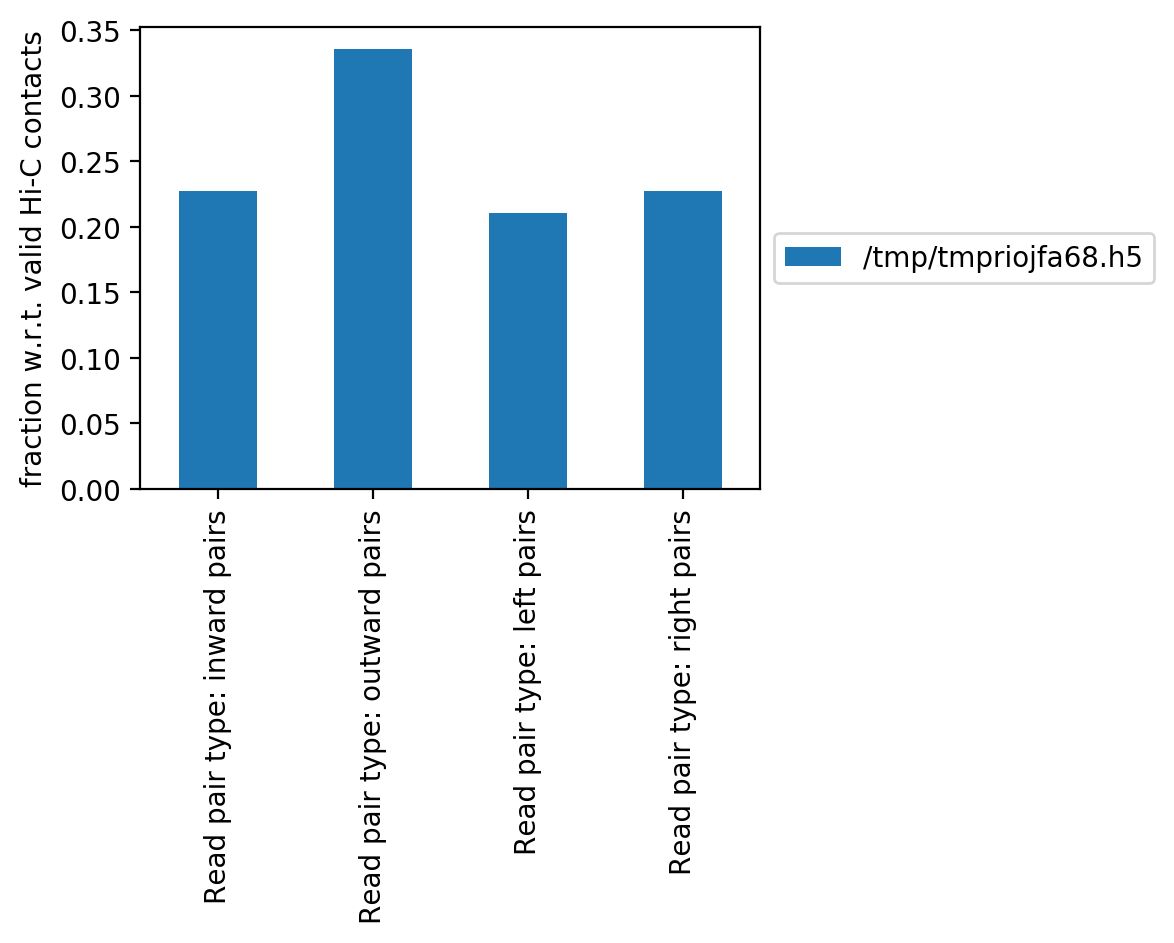 fraction w.r.t. valid Hi-C contacts
0.35
0.30
0.25
0.20
0.15
0.10
0.05
0.00
Read pair type: inward pairs
Read pair type: outward pairs
Read pair type: left pairs
Read pair type: right pairs
/tmp/tmpriojfa68.h5